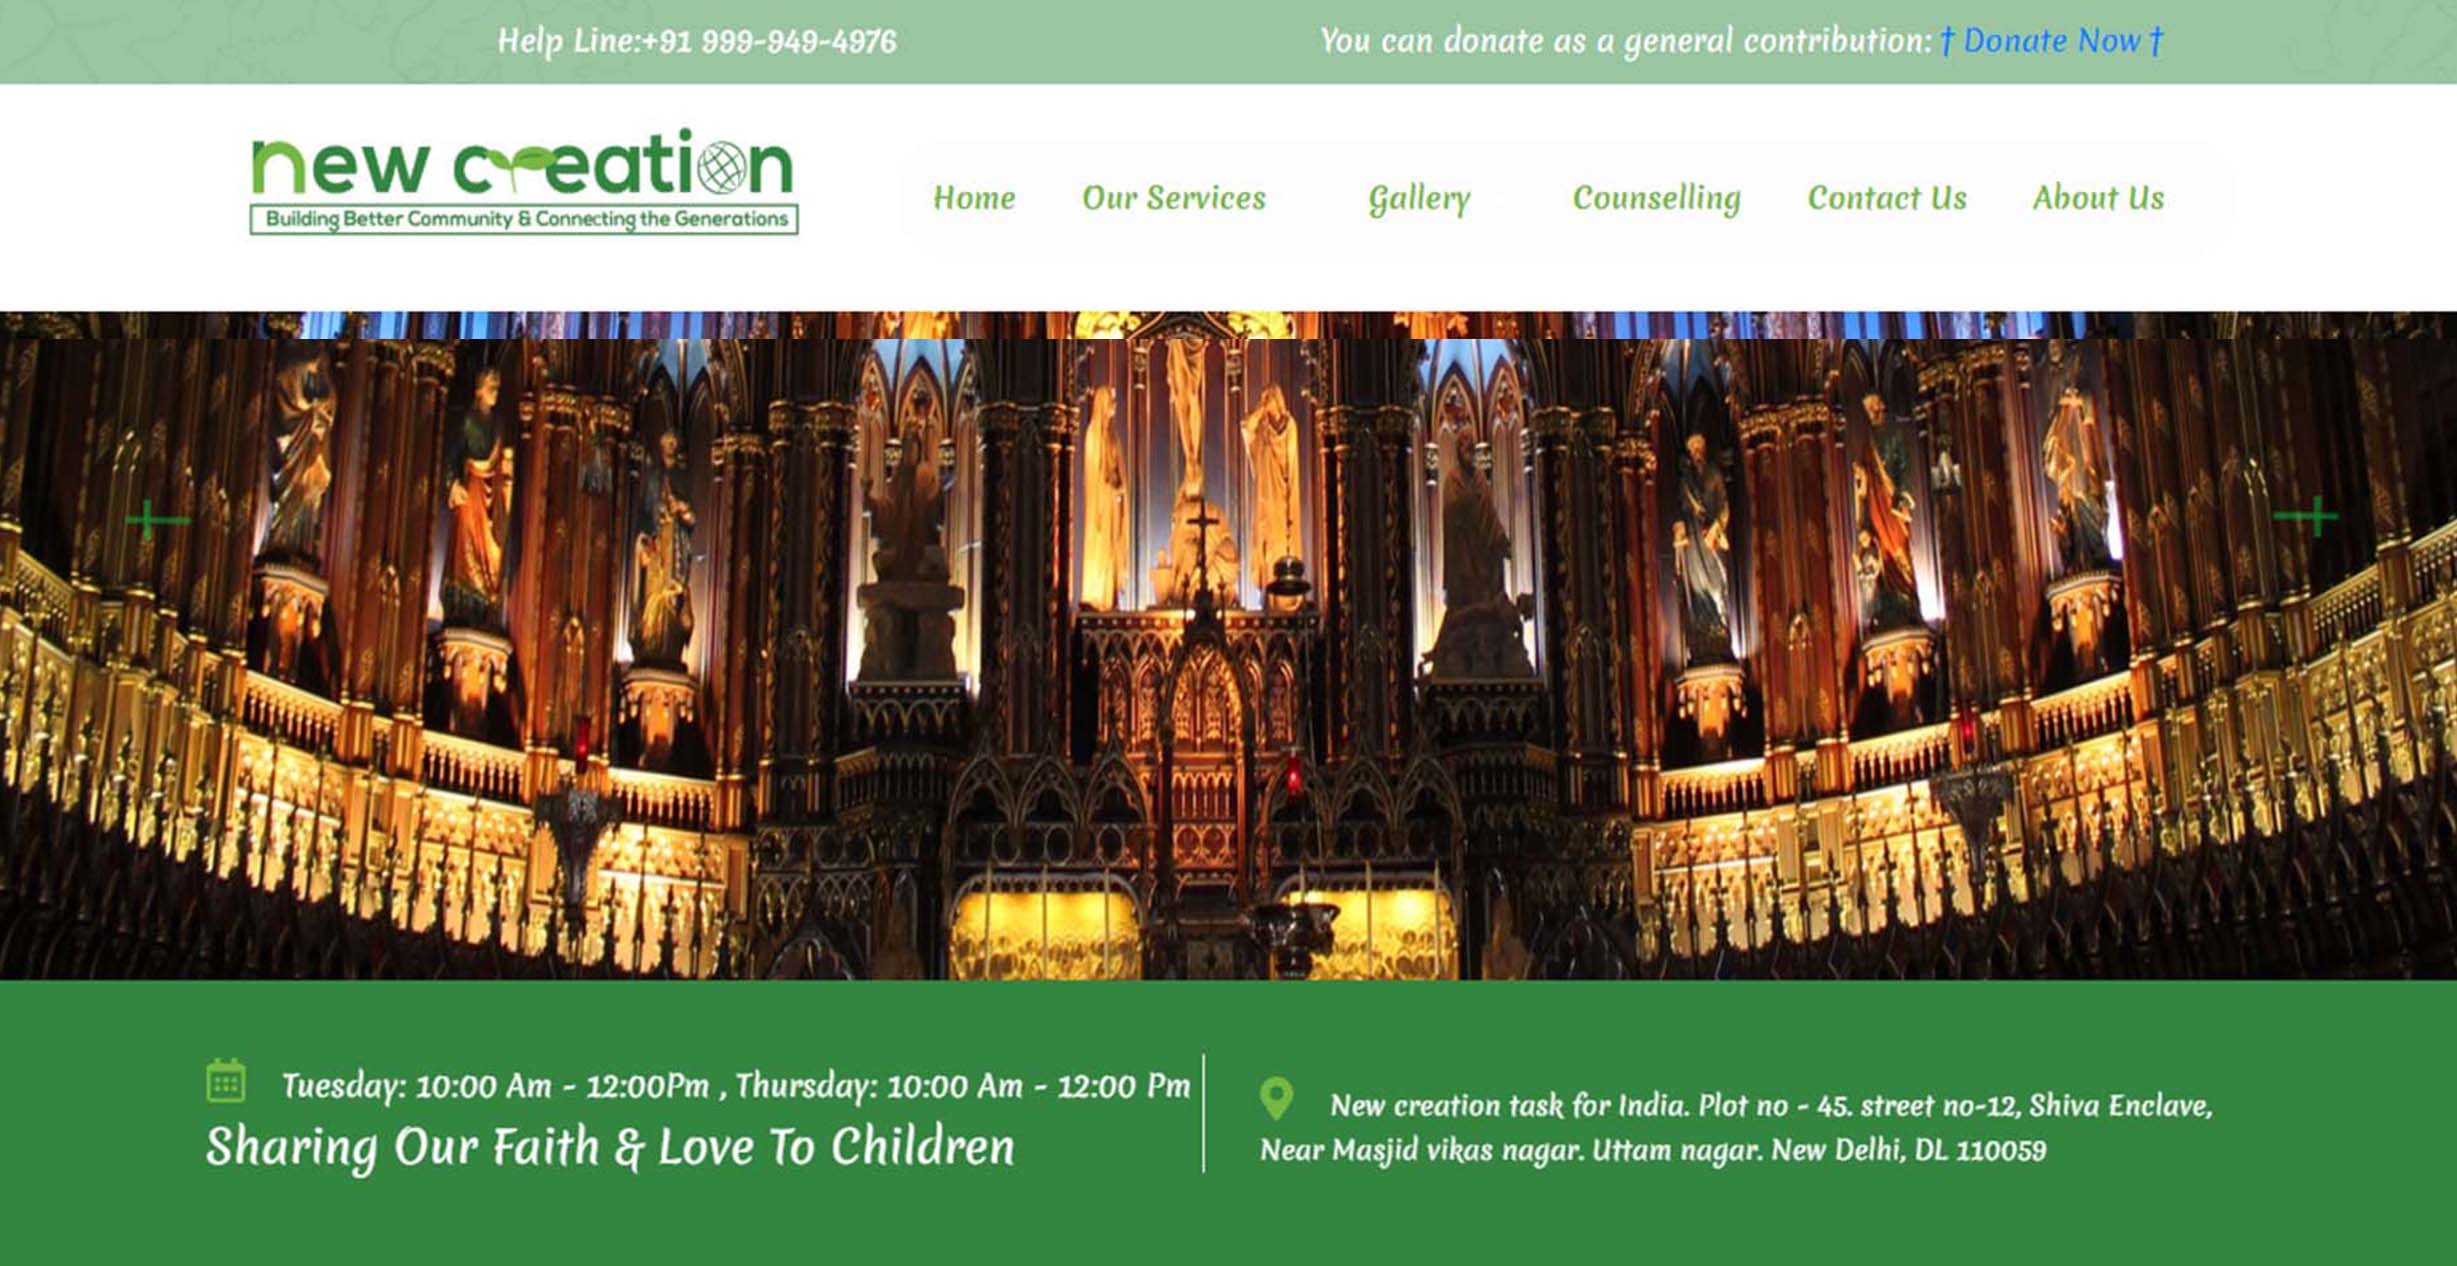 Help Line:+91 999-949-4976
You can donate as a general contribution: † Donate Now †
new creation
Building Better Community & Connecting the Generations
Home Our Services Gallery Counselling Contact Us About Us
Tuesday: 10:00 Am - 12:00Pm , Thursday: 10:00 Am - 12:00 Pm
Sharing Our Faith & Love To Children
New creation task for India. Plot no - 45. street no-12, Shiva Enclave,
Near Masjid vikas nagar. Uttam nagar. New Delhi, DL 110059